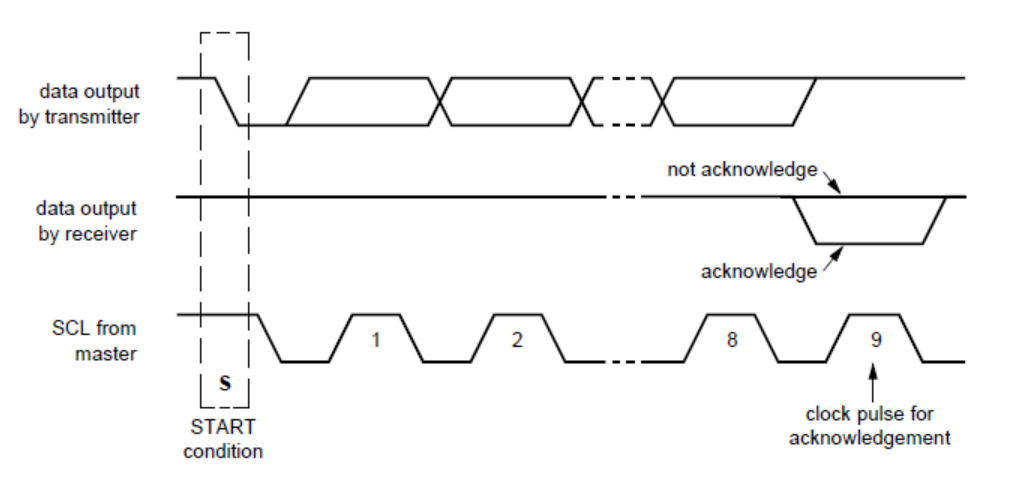 data output
by transmitter
not acknowledge
data output
by receiver
acknowledge
SCL from
master
1
2
8
9
S
START
condition
clock pulse for
acknowledgement